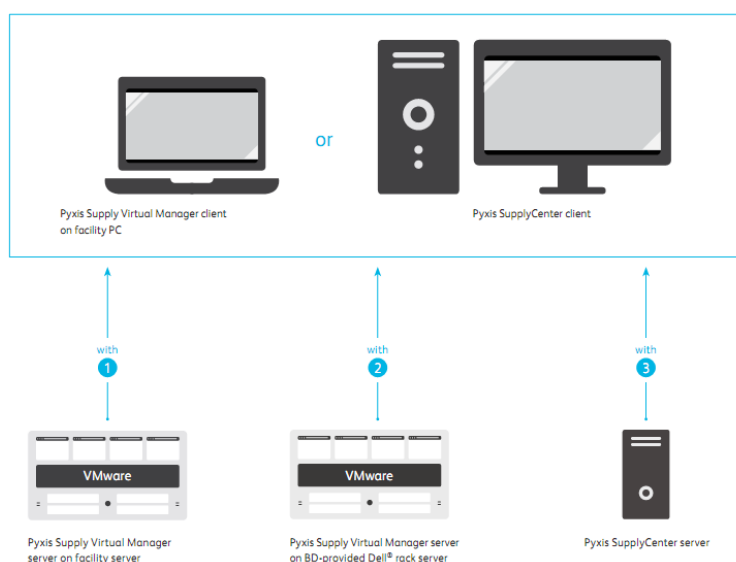 or
Pyxis Supply Virtual Manager client
on facility PC
Pyxis SupplyCenter client
with
1
with
2
with
3
VMware
VMware
Pyxis Supply Virtual Manager
server on facility server
Pyxis Supply Virtual Manager server
on BD-provided Dell® rack server
Pyxis SupplyCenter server